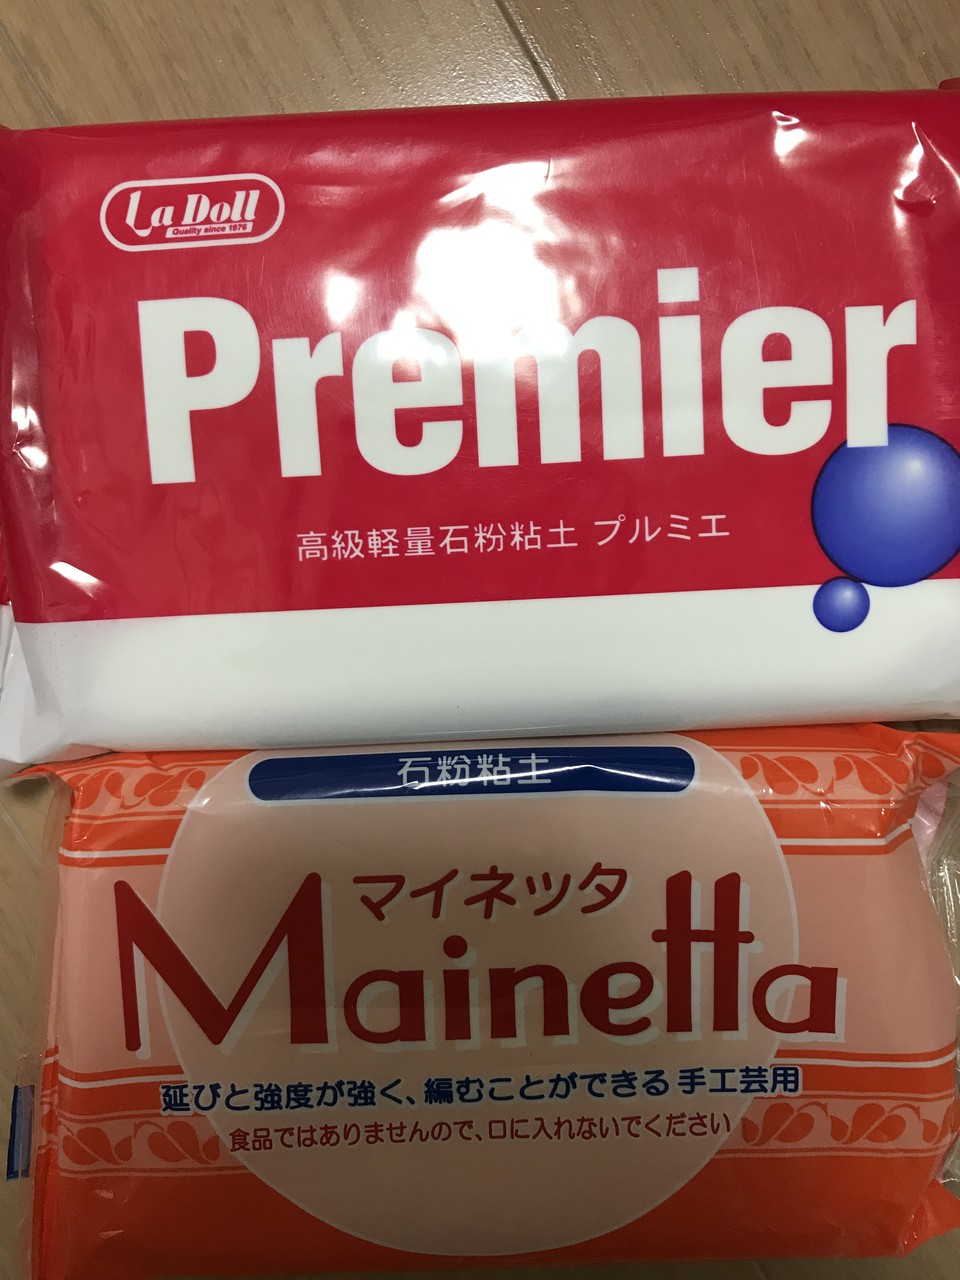 La Doll
Quality since 1976
Premier
高級軽量石粉粘土 プルミエ
石粉粘土
マイネッタ
Mainetta
延びと強度が強く、編むことができる 手工芸用
食品ではありませんので、口に入れないでください